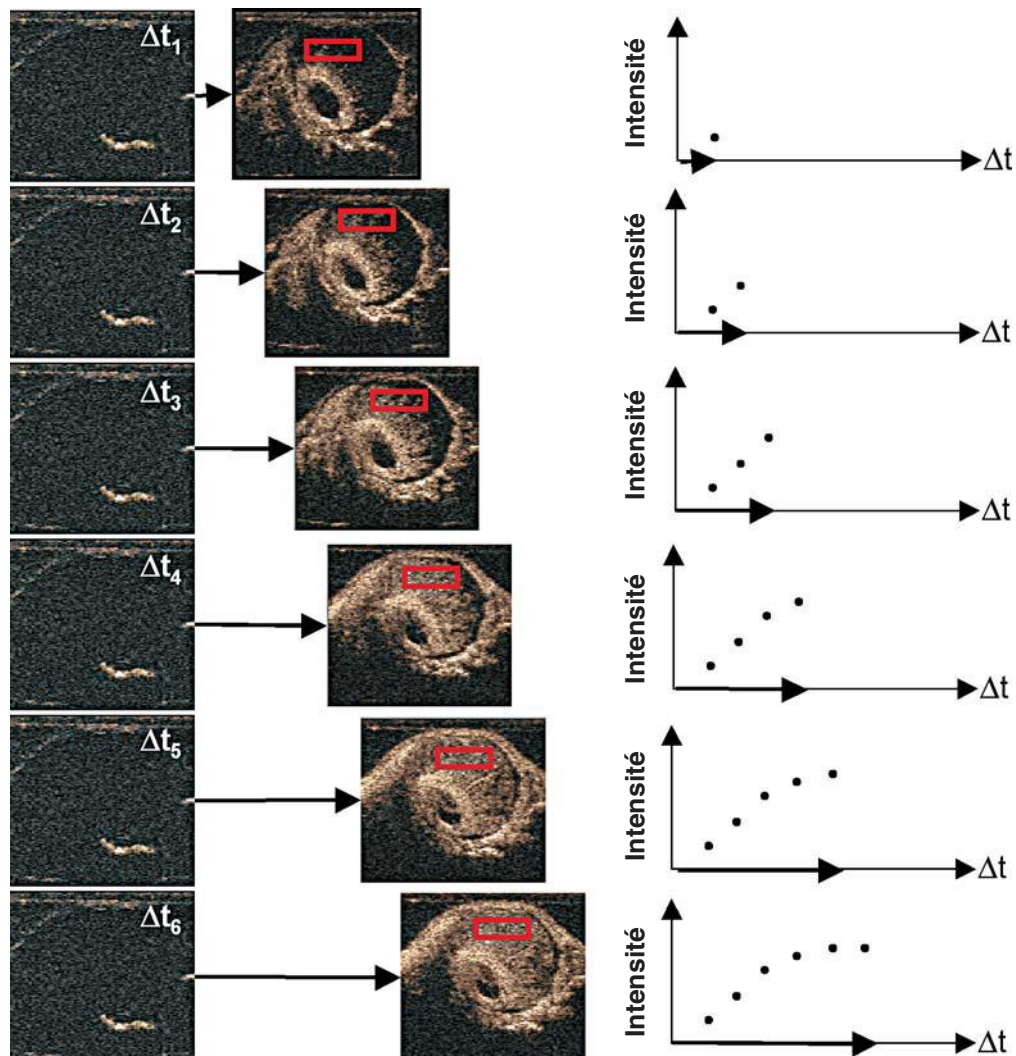 Δt₁
Intensité
Δt
Δt₂
Intensité
Δt
Δt₃
Intensité
Δt
Δt₄
Intensité
Δt
Δt₅
Intensité
Δt
Δt₆
Intensité
Δt